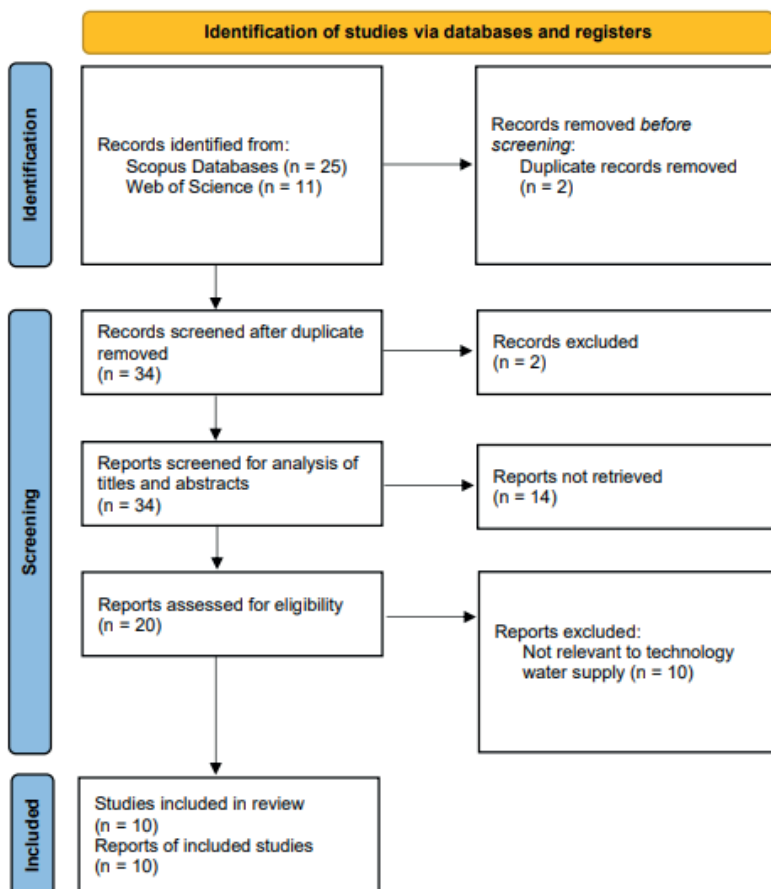 Identification of studies via databases and registers
Identification
Records identified from:
Scopus Databases (n = 25)
Web of Science (n = 11)
Records removed before
screening:
Duplicate records removed
(n = 2)
Screening
Records screened after duplicate
removed
(n = 34)
Records excluded
(n = 2)
Reports screened for analysis of
titles and abstracts
(n = 34)
Reports not retrieved
(n = 14)
Reports assessed for eligibility
(n = 20)
Reports excluded:
Not relevant to technology
water supply (n = 10)
Included
Studies included in review
(n = 10)
Reports of included studies
(n = 10)